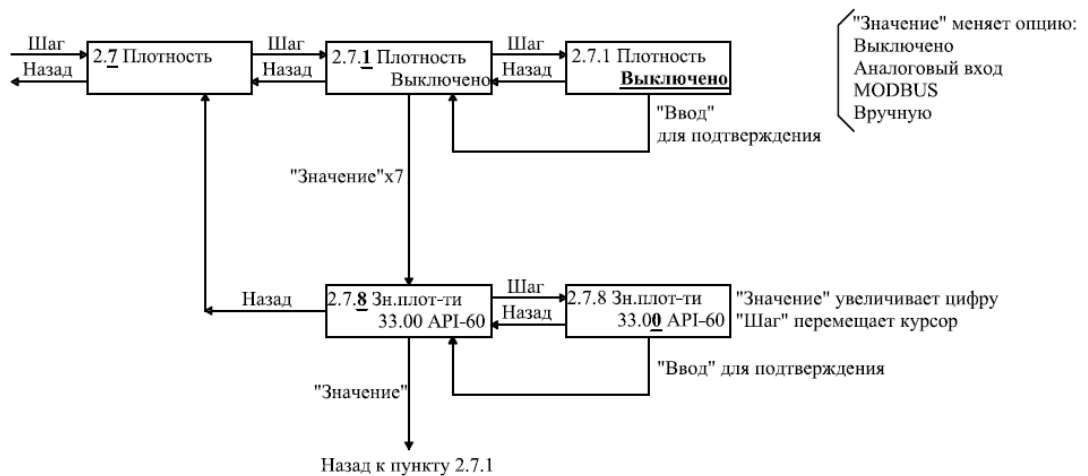 Шаг
Назад
2.7 Плотность
Шаг
Назад
2.7.1 Плотность
Выключено
Шаг
Назад
2.7.1 Плотность
Выключено
"Значение" меняет опцию:
Выключено
Аналоговый вход
MODBUS
Вручную
"Ввод"
для подтверждения
"Значение"x7
Назад
2.7.8 Зн.плот-ти
33.00 API-60
Шаг
Назад
2.7.8 Зн.плот-ти
33.00 API-60
"Значение" увеличивает цифру
"Шаг" перемещает курсор
"Ввод" для подтверждения
"Значение"
Назад к пункту 2.7.1